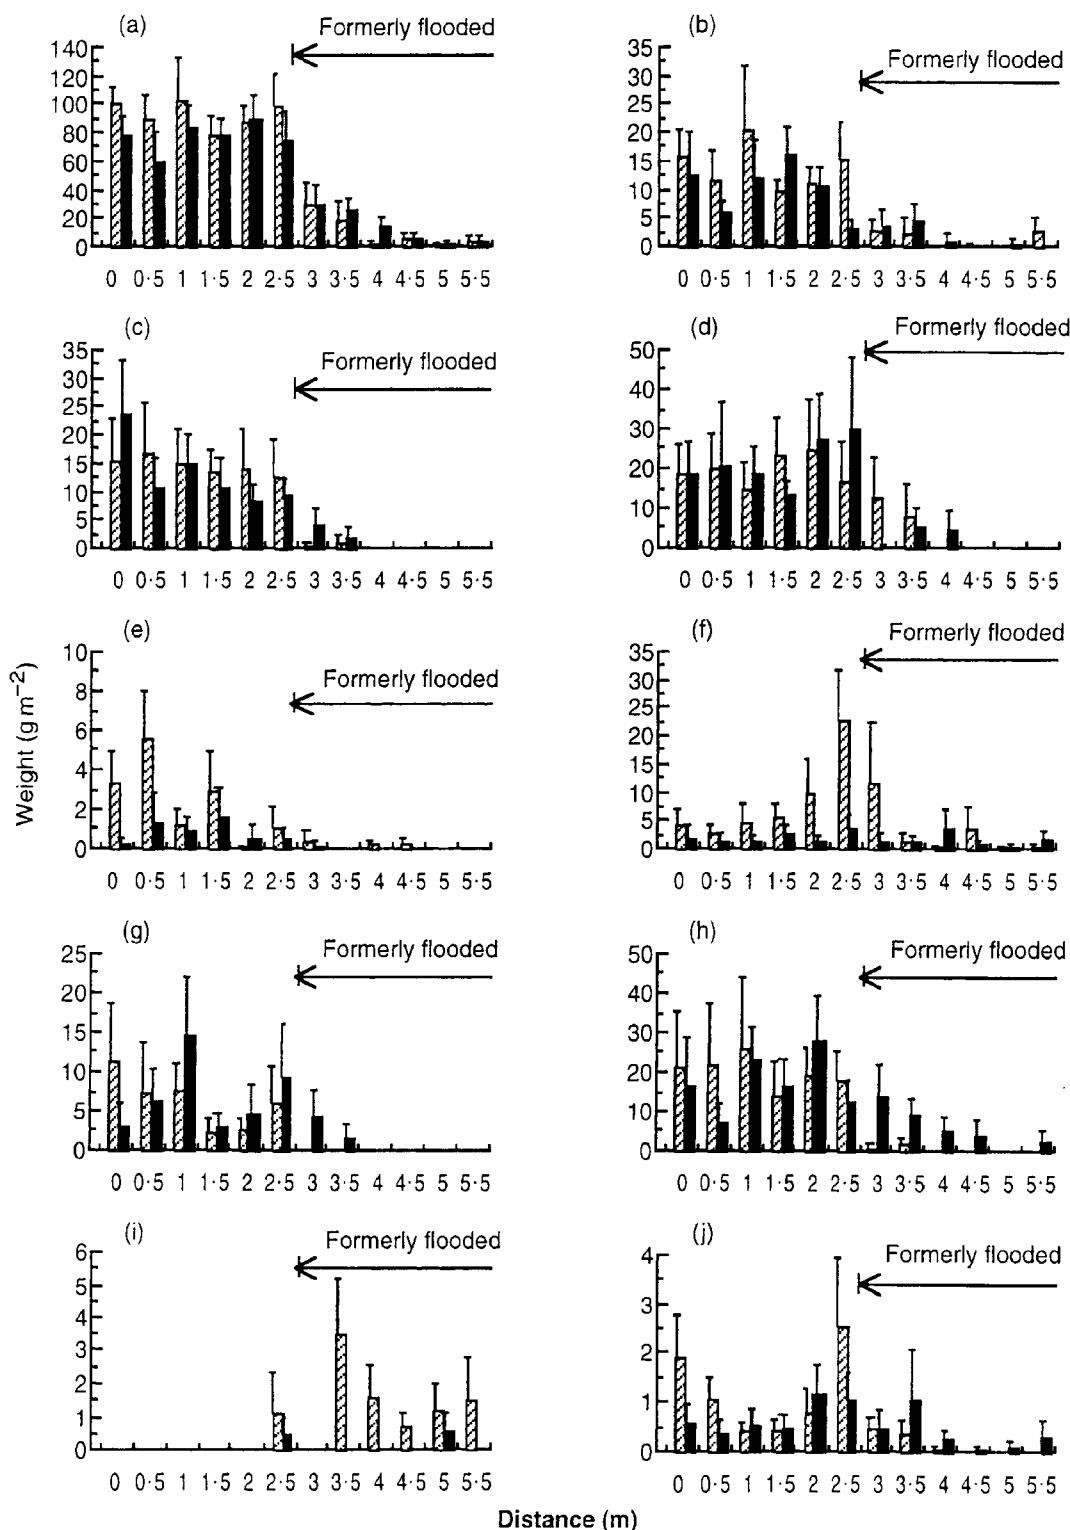 (a) Formerly flooded (b) Formerly flooded
140 120 100 80 60 40 20 0
35 30 25 20 15 10 5 0
0 0·5 1 1·5 2 2·5 3 3·5 4 4·5 5 5·5
0 0·5 1 1·5 2 2·5 3 3·5 4 4·5 5 5·5
(c) Formerly flooded (d) Formerly flooded
35 30 25 20 15 10 5 0
50 40 30 20 10 0
0 0·5 1 1·5 2 2·5 3 3·5 4 4·5 5 5·5
0 0·5 1 1·5 2 2·5 3 3·5 4 4·5 5 5·5
(e) Formerly flooded (f) Formerly flooded
Weight (g m⁻²)
10 8 6 4 2 0
35 30 25 20 15 10 5 0
0 0·5 1 1·5 2 2·5 3 3·5 4 4·5 5 5·5
0 0·5 1 1·5 2 2·5 3 3·5 4 4·5 5 5·5
(g) Formerly flooded (h) Formerly flooded
25 20 15 10 5 0
50 40 30 20 10 0
0 0·5 1 1·5 2 2·5 3 3·5 4 4·5 5 5·5
0 0·5 1 1·5 2 2·5 3 3·5 4 4·5 5 5·5
(i) Formerly flooded (j) Formerly flooded
6 5 4 3 2 1 0
4 3 2 1 0
0 0·5 1 1·5 2 2·5 3 3·5 4 4·5 5 5·5
0 0·5 1 1·5 2 2·5 3 3·5 4 4·5 5 5·5
Distance (m)